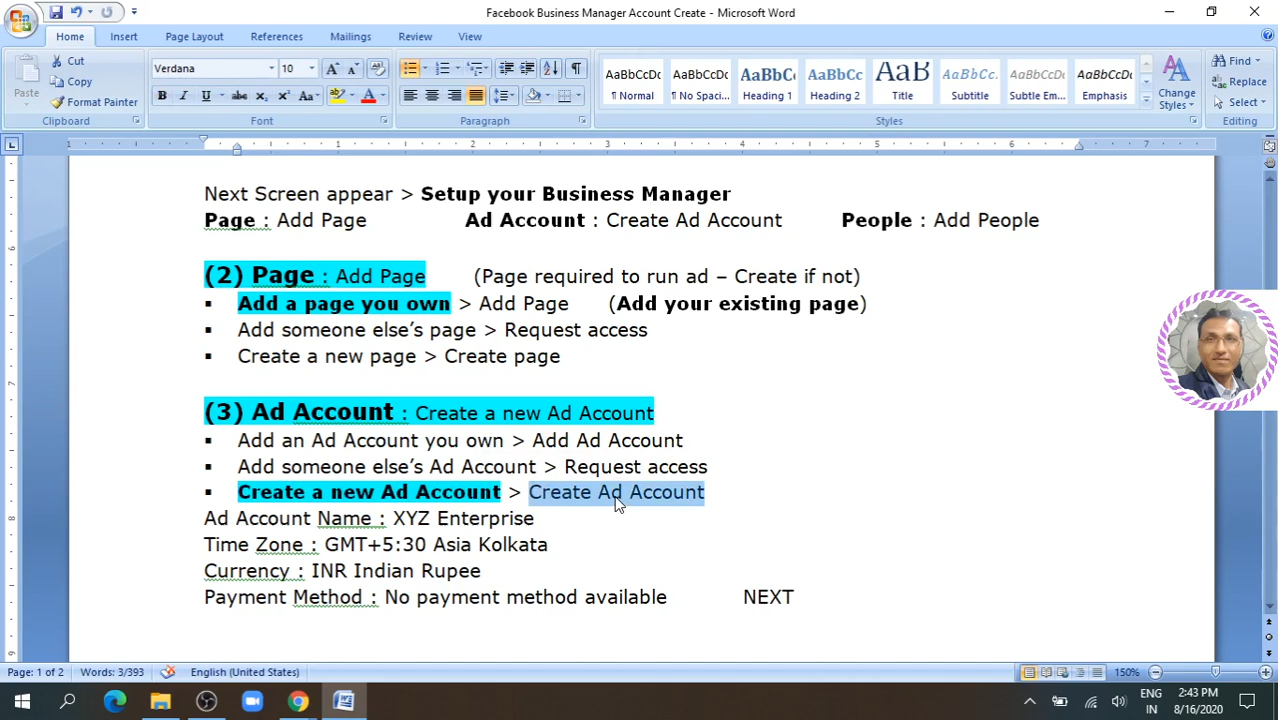 Facebook Business Manager Account Create - Microsoft Word
Home Insert Page Layout References Mailings Review View
Paste
Cut
Copy
Format Painter
Clipboard
Verdana 10
Font
Paragraph
AaBbCcDc AaBbCcDc AaBbC AaBbCc AaB AaBbCc. AaBbCcDc AaBbCcDc
¶ Normal ¶ No Spaci... Heading 1 Heading 2 Title Subtitle Subtle Em... Emphasis
Change Styles
Styles
Find
Replace
Select
Editing
1 1 2 3 4 5 6 7
Next Screen appear > Setup your Business Manager
Page : Add Page Ad Account : Create Ad Account People : Add People
(2) Page : Add Page (Page required to run ad – Create if not)
▪ Add a page you own > Add Page (Add your existing page)
▪ Add someone else's page > Request access
▪ Create a new page > Create page
(3) Ad Account : Create a new Ad Account
▪ Add an Ad Account you own > Add Ad Account
▪ Add someone else's Ad Account > Request access
▪ Create a new Ad Account > Create Ad Account
Ad Account Name : XYZ Enterprise
Time Zone : GMT+5:30 Asia Kolkata
Currency : INR Indian Rupee
Payment Method : No payment method available NEXT
Page: 1 of 2 Words: 3/393 English (United States) 150%
ENG
IN
2:43 PM
8/16/2020